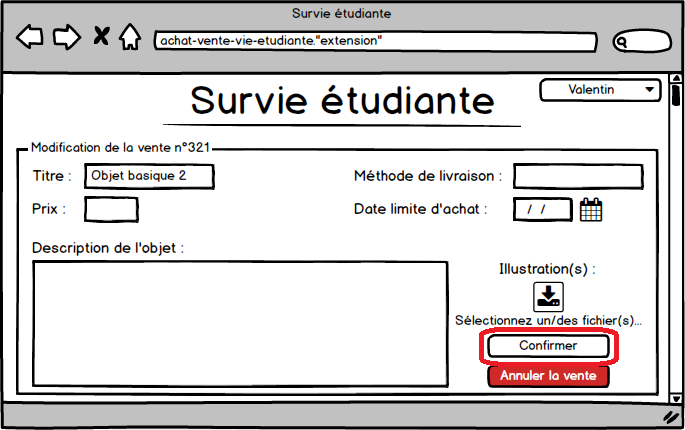 Survie étudiante
achat-vente-vie-etudiante."extension"
Valentin
Survie étudiante
Modification de la vente n°321
Titre : Objet basique 2
Méthode de livraison :
Prix :
Date limite d'achat : / /
Description de l'objet :
Illustration(s) :
Sélectionnez un/des fichier(s)...
Confirmer
Annuler la vente